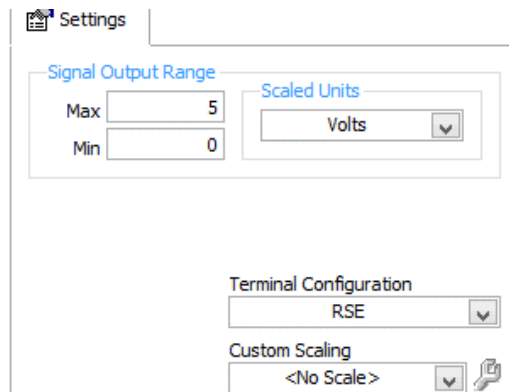 Settings
Signal Output Range
Scaled Units
Max 5
Volts
Min 0
Terminal Configuration
RSE
Custom Scaling
<No Scale>